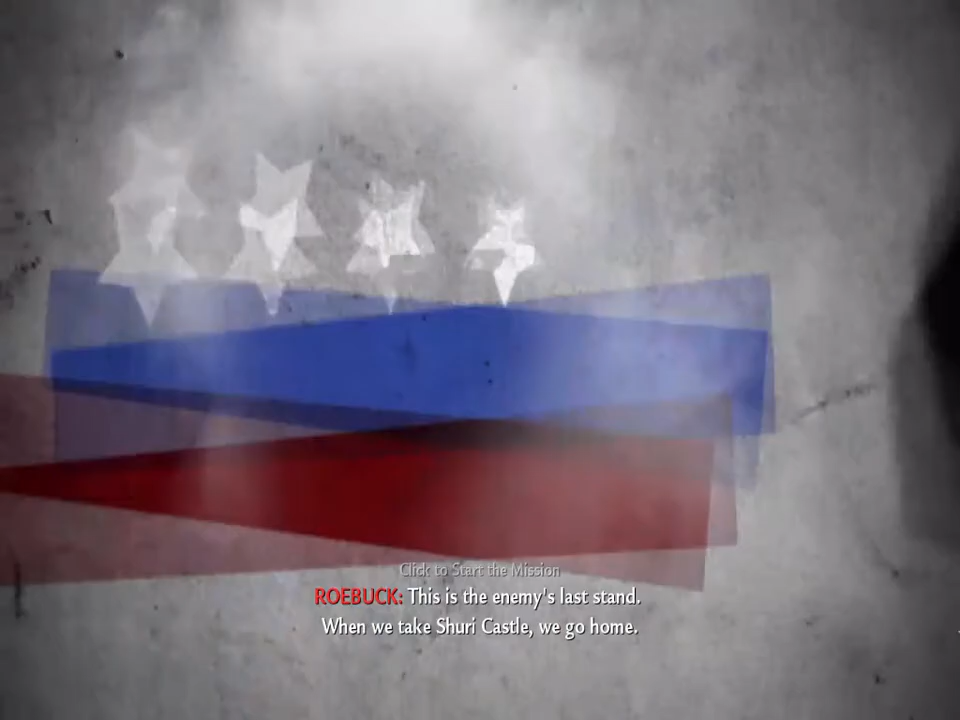 Click to Start the Mission
ROEBUCK: This is the enemy's last stand.
When we take Shuri Castle, we go home.